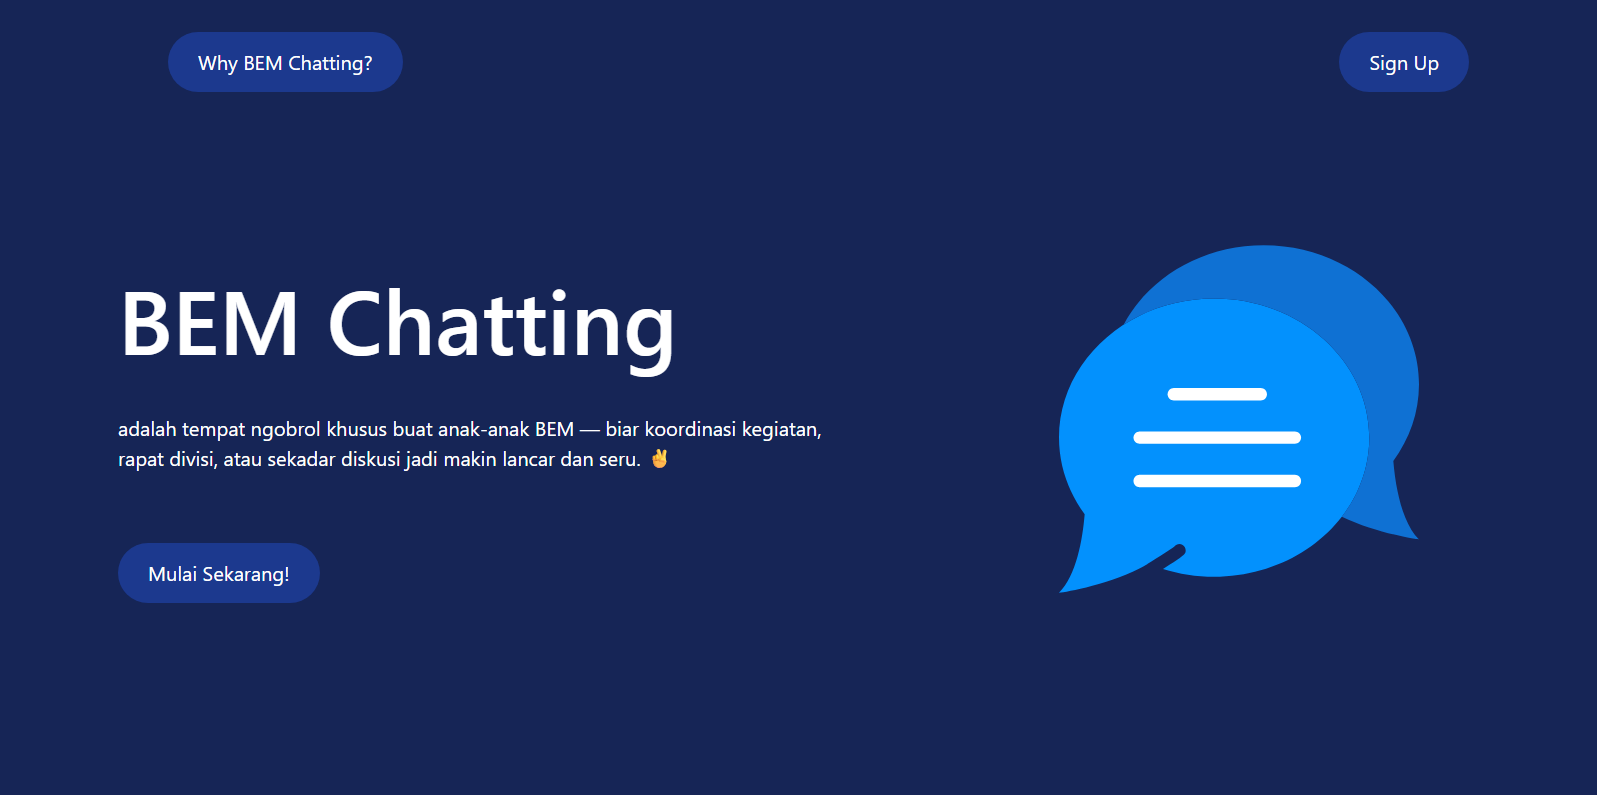 Why BEM Chatting?
Sign Up
BEM Chatting
adalah tempat ngobrol khusus buat anak-anak BEM — biar koordinasi kegiatan,
rapat divisi, atau sekadar diskusi jadi makin lancar dan seru. ✌️
Mulai Sekarang!